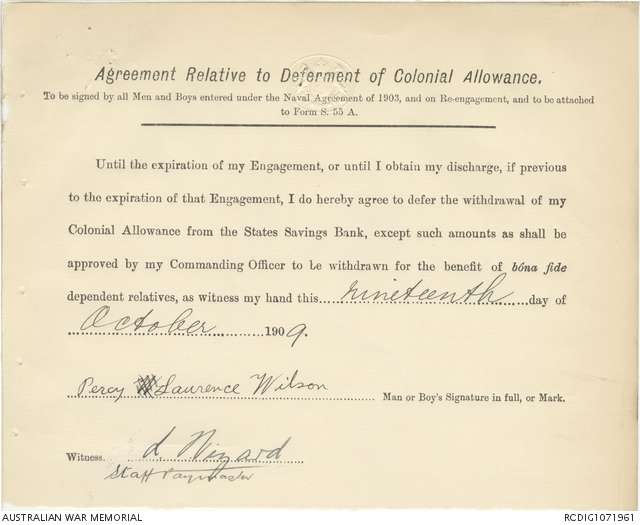 Agreement Relative to Deferment of Colonial Allowance.
To be signed by all Men and Boys entered under the Naval Agreement of 1903, and on Re-engagement, and to be attached
to Form S. 55 A.
Until the expiration of my Engagement, or until I obtain my discharge, if previous
to the expiration of that Engagement, I do hereby agree to defer the withdrawal of my
Colonial Allowance from the States Savings Bank, except such amounts as shall be
approved by my Commanding Officer to be withdrawn for the benefit of bóna fide
dependent relatives, as witness my hand this nineteenth day of
October 1909.
Percy Laurence Wilson Man or Boy's Signature in full, or Mark.
Witness.
Staff Paymaster
AUSTRALIAN WAR MEMORIAL
RCDIG1071961